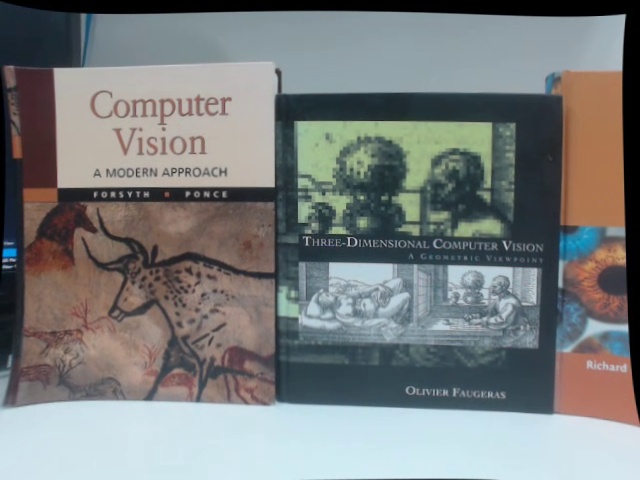 Computer
Vision
A MODERN APPROACH
FORSYTH ▪ PONCE
THREE-DIMENSIONAL COMPUTER VISION
A GEOMETRIC VIEWPOINT
OLIVIER FAUGERAS
Richard